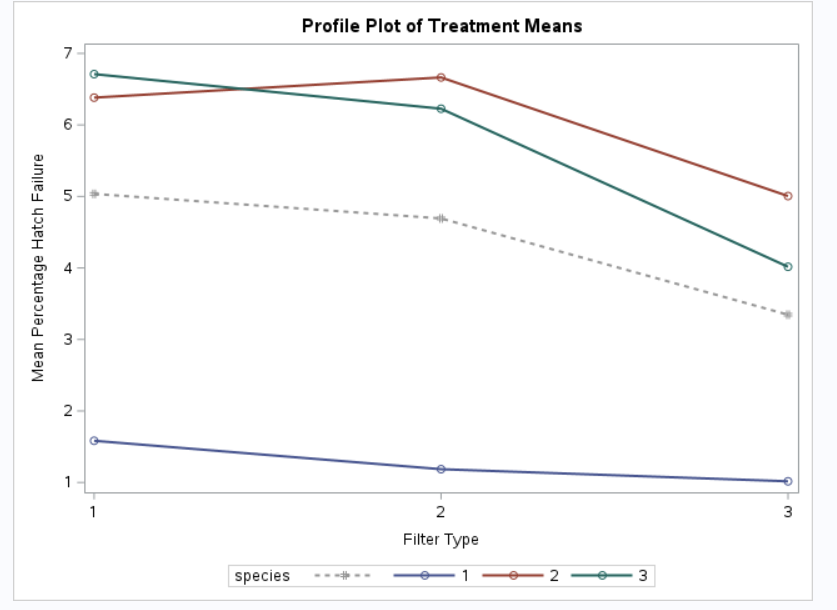 Profile Plot of Treatment Means
Mean Percentage Hatch Failure
7
6
5
4
3
2
1
1 2 3
Filter Type
species 1 2 3